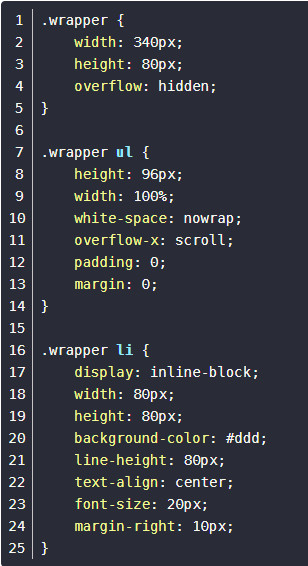 1 .wrapper {
2     width: 340px;
3     height: 80px;
4     overflow: hidden;
5 }
6
7 .wrapper ul {
8     height: 96px;
9     width: 100%;
10     white-space: nowrap;
11     overflow-x: scroll;
12     padding: 0;
13     margin: 0;
14 }
15
16 .wrapper li {
17     display: inline-block;
18     width: 80px;
19     height: 80px;
20     background-color: #ddd;
21     line-height: 80px;
22     text-align: center;
23     font-size: 20px;
24     margin-right: 10px;
25 }